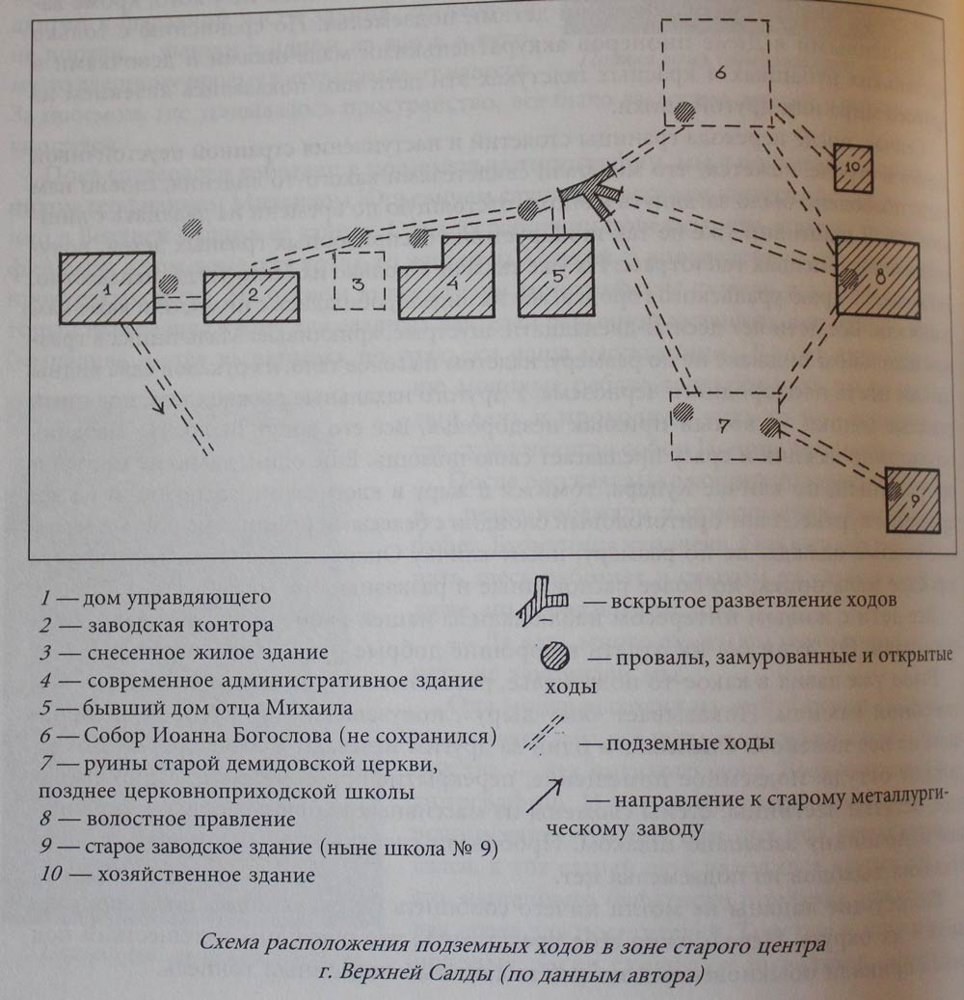 6
10
1
2
3
4
5
8
7
9
1 — дом управдяющего
2 — заводская контора
3 — снесенное жилое здание
4 — современное административное здание
5 — бывший дом отца Михаила
6 — Собор Иоанна Богослова (не сохранился)
7 — руины старой демидовской церкви,
позднее церковноприходской школы
8 — волостное правление
9 — старое заводское здание (ныне школа № 9)
10 — хозяйственное здание
— вскрытое разветвление ходов
— провалы, замурованные и открытые
ходы
— подземные ходы
— направление к старому металлурги-
ческому заводу
Схема расположения подземных ходов в зоне старого центра
г. Верхней Салды (по данным автора)